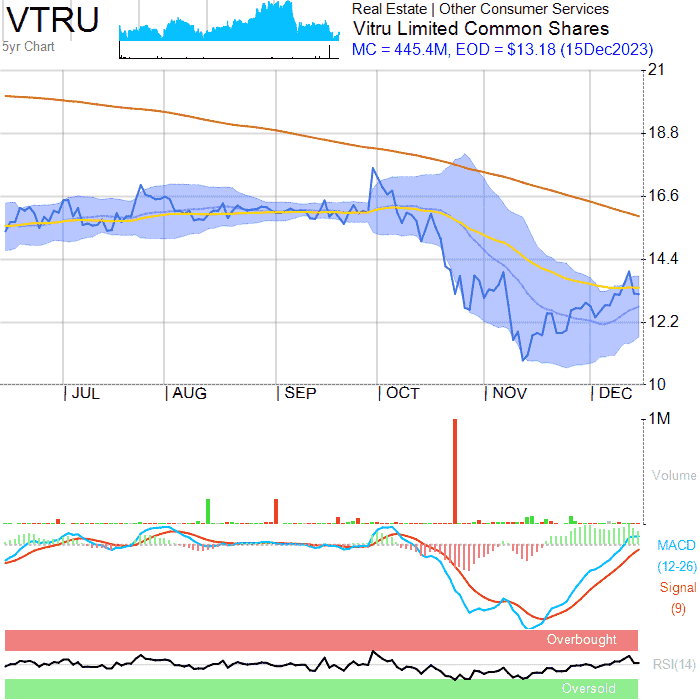 VTRU
5yr Chart
Real Estate | Other Consumer Services
Vitru Limited Common Shares
MC = 445.4M, EOD = $13.18 (15Dec2023)
21
18.8
16.6
14.4
12.2
10
| JUL | AUG | SEP | OCT | NOV | DEC
1M
Volume
MACD
(12-26)
Signal
(9)
Overbought
RSI(14)
Oversold